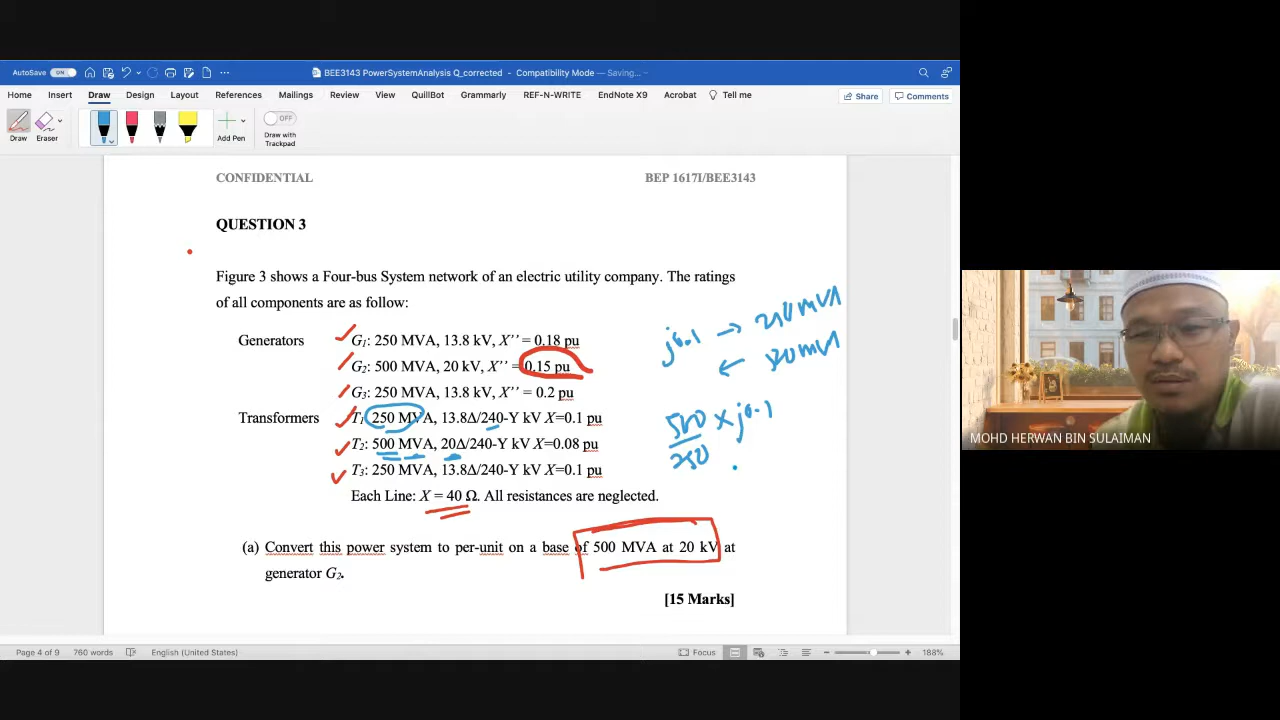 AutoSave ON
BEE3143 PowerSystemAnalysis Q_corrected - Compatibility Mode — Saving...
Home Insert Draw Design Layout References Mailings Review View QuillBot Grammarly REF-N-WRITE EndNote X9 Acrobat Tell me Share Comments
Draw Eraser Add Pen Draw with Trackpad OFF
CONFIDENTIAL BEP 1617I/BEE3143
QUESTION 3
Figure 3 shows a Four-bus System network of an electric utility company. The ratings
of all components are as follow:
Generators G1: 250 MVA, 13.8 kV, X’’ = 0.18 pu
G2: 500 MVA, 20 kV, X’’ = 0.15 pu
G3: 250 MVA, 13.8 kV, X’’ = 0.2 pu
Transformers T1: 250 MVA, 13.8Δ/240-Y kV X=0.1 pu
T2: 500 MVA, 20Δ/240-Y kV X=0.08 pu
T3: 250 MVA, 13.8Δ/240-Y kV X=0.1 pu
Each Line: X = 40 Ω. All resistances are neglected.
j0.1 → 250 MVA
← 500 MVA
500 x j0.1
250
(a) Convert this power system to per-unit on a base of 500 MVA at 20 kV at
generator G2.
[15 Marks]
Page 4 of 9 760 words English (United States) Focus 188%
MOHD HERWAN BIN SULAIMAN